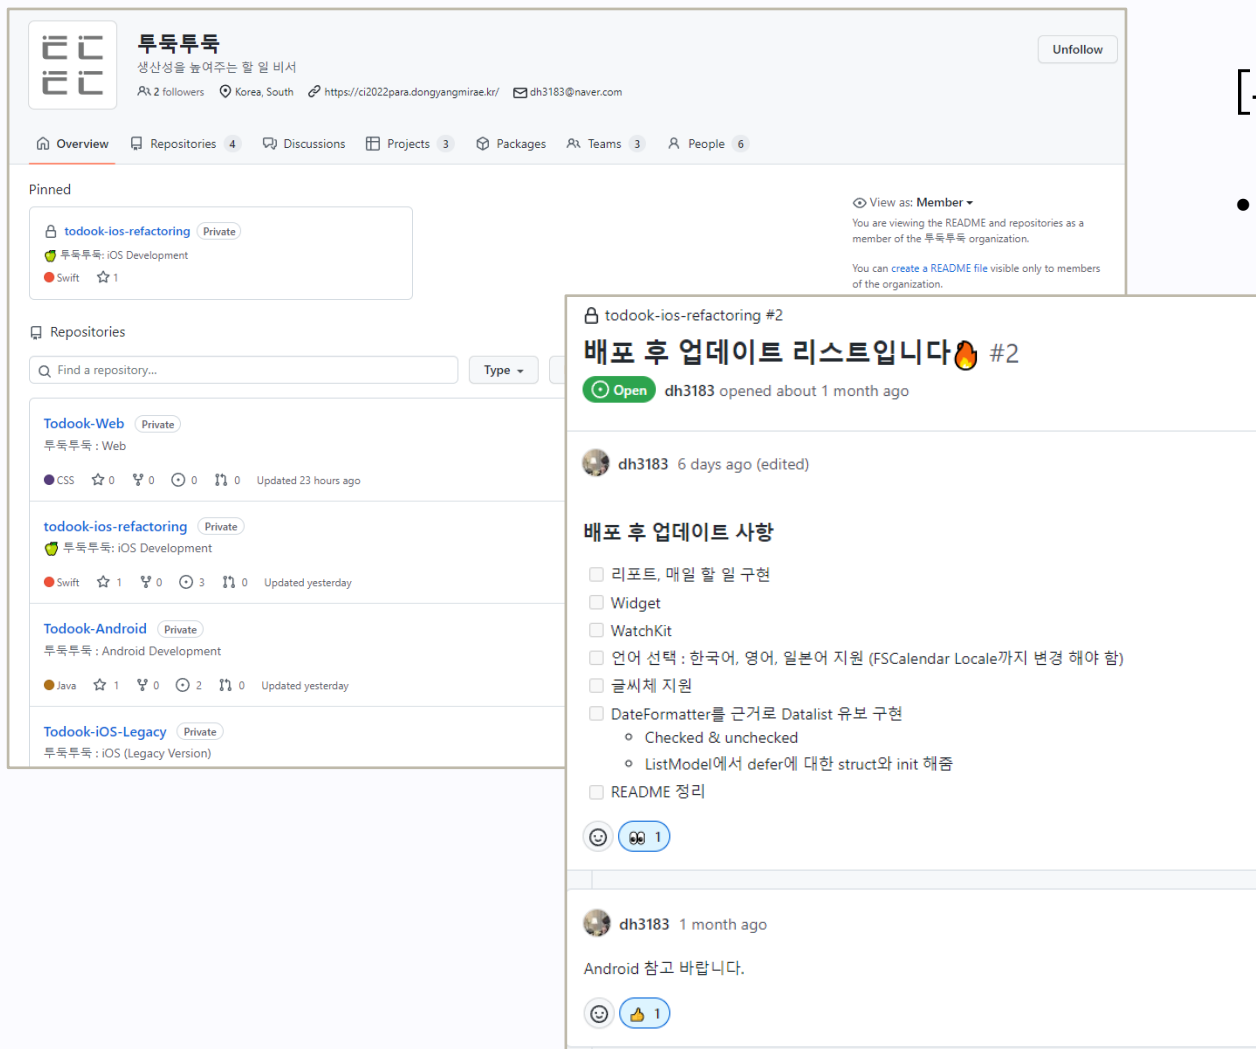 투둑투둑
생산성을 높여주는 할 일 비서
2 followers Korea, South https://ci2022para.dongyangmirae.kr/ dh3183@naver.com
Unfollow
Overview Repositories 4 Discussions Projects 3 Packages Teams 3 People 6
Pinned
todook-ios-refactoring Private
투둑투둑: iOS Development
Swift 1
View as: Member
You are viewing the README and repositories as a
member of the 투둑투둑 organization.
You can create a README file visible only to members
of the organization.
Repositories
Find a repository...
Type
Todook-Web Private
투둑투둑 : Web
CSS 0 0 0 0 Updated 23 hours ago
todook-ios-refactoring Private
투둑투둑: iOS Development
Swift 1 0 3 0 Updated yesterday
Todook-Android Private
투둑투둑 : Android Development
Java 1 0 2 0 Updated yesterday
Todook-iOS-Legacy Private
투둑투둑 : iOS (Legacy Version)
todook-ios-refactoring #2
배포 후 업데이트 리스트입니다🔥 #2
Open dh3183 opened about 1 month ago
dh3183 6 days ago (edited)
배포 후 업데이트 사항
리포트, 매일 할 일 구현
Widget
WatchKit
언어 선택 : 한국어, 영어, 일본어 지원 (FSCalendar Locale까지 변경 해야 함)
글씨체 지원
DateFormatter를 근거로 Datalist 유보 구현
Checked & unchecked
ListModel에서 defer에 대한 struct와 init 해줌
README 정리
👀 1
dh3183 1 month ago
Android 참고 바랍니다.
👍 1